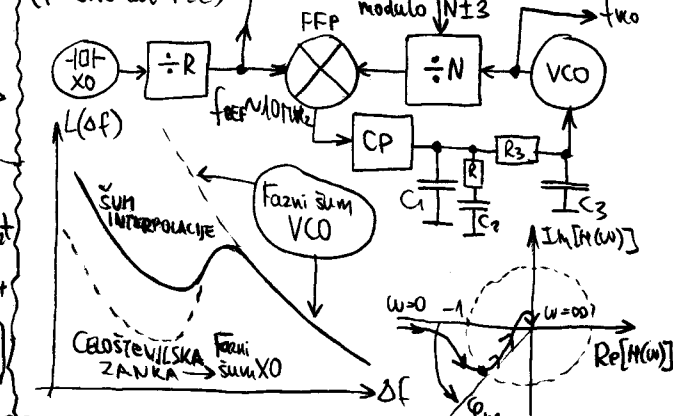 modulo N±3
FFP
fvco
XO
÷R
÷N
VCO
fREF~10MHz
CP
R3
R
C1
C2
C3
L(Δf)
ŠUM
INTERPOLACIJE
Fazni šum
VCO
CELOŠTEVILSKA
ZANKA
Fazni
šum XO
Δf
Im[H(ω)]
ω=0
-1
ω=∞
Re[H(ω)]